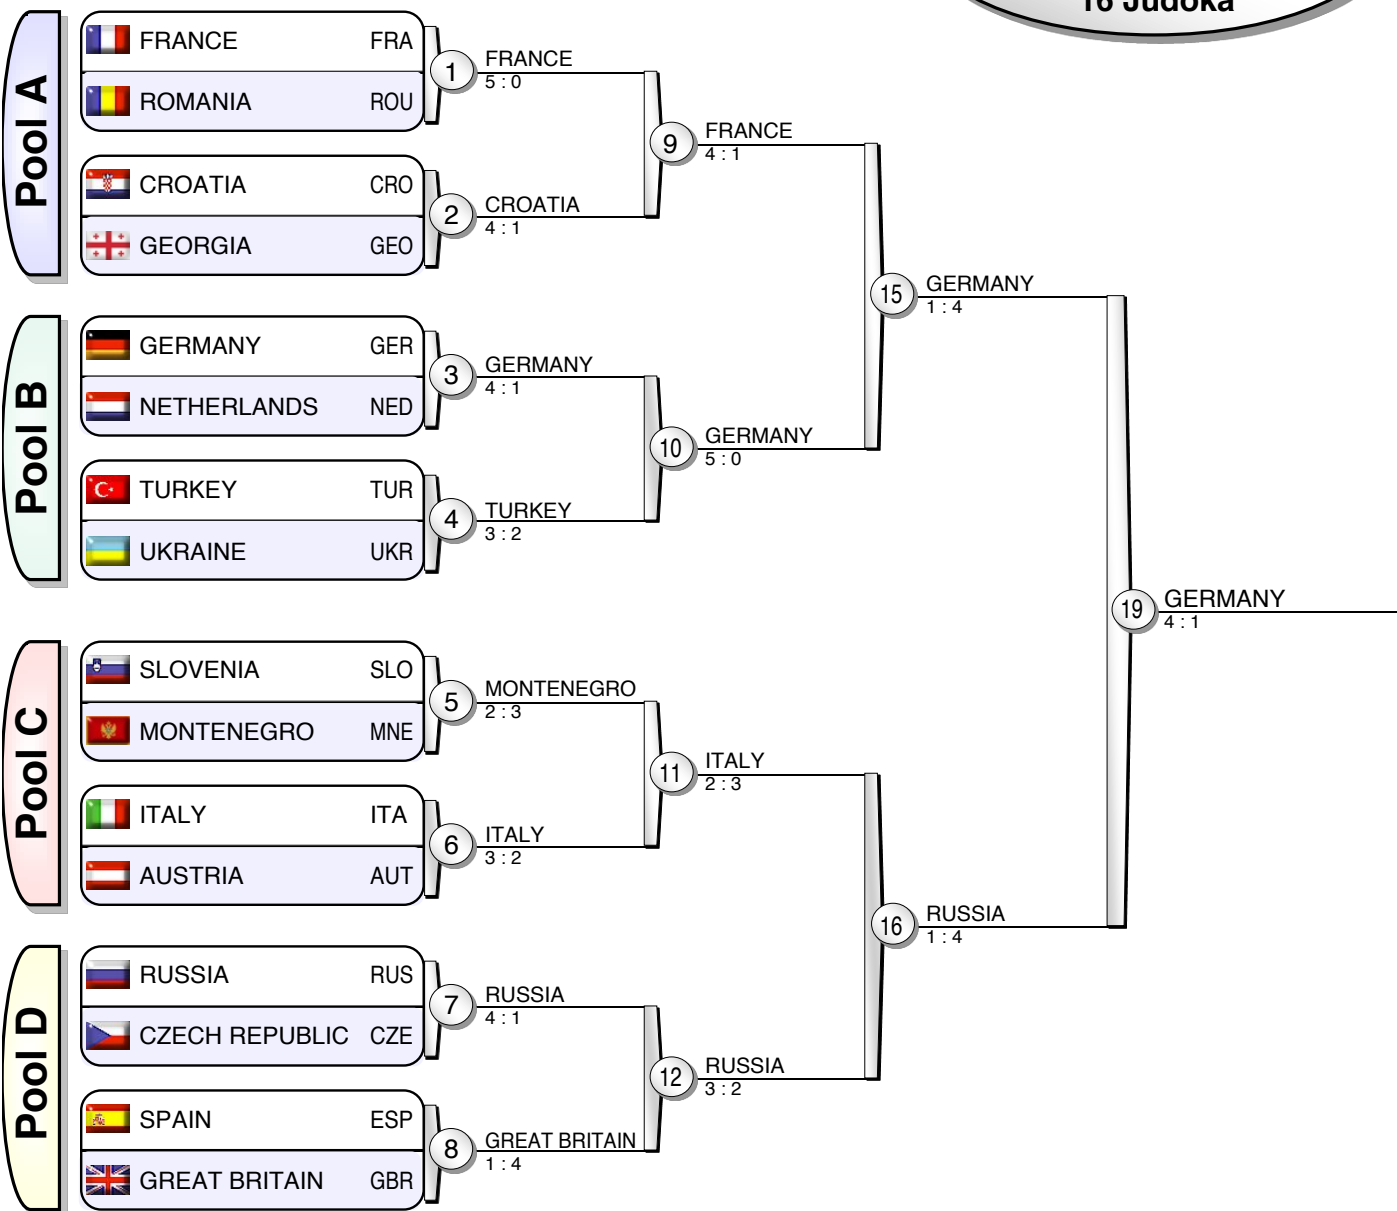 16 Judoka
Pool A
FRANCE FRA
ROMANIA ROU
CROATIA CRO
GEORGIA GEO
1 FRANCE
5 : 0
2 CROATIA
4 : 1
9 FRANCE
4 : 1
Pool B
GERMANY GER
NETHERLANDS NED
TURKEY TUR
UKRAINE UKR
3 GERMANY
4 : 1
4 TURKEY
3 : 2
10 GERMANY
5 : 0
15 GERMANY
1 : 4
Pool C
SLOVENIA SLO
MONTENEGRO MNE
ITALY ITA
AUSTRIA AUT
5 MONTENEGRO
2 : 3
6 ITALY
3 : 2
11 ITALY
2 : 3
Pool D
RUSSIA RUS
CZECH REPUBLIC CZE
SPAIN ESP
GREAT BRITAIN GBR
7 RUSSIA
4 : 1
8 GREAT BRITAIN
1 : 4
12 RUSSIA
3 : 2
16 RUSSIA
1 : 4
19 GERMANY
4 : 1